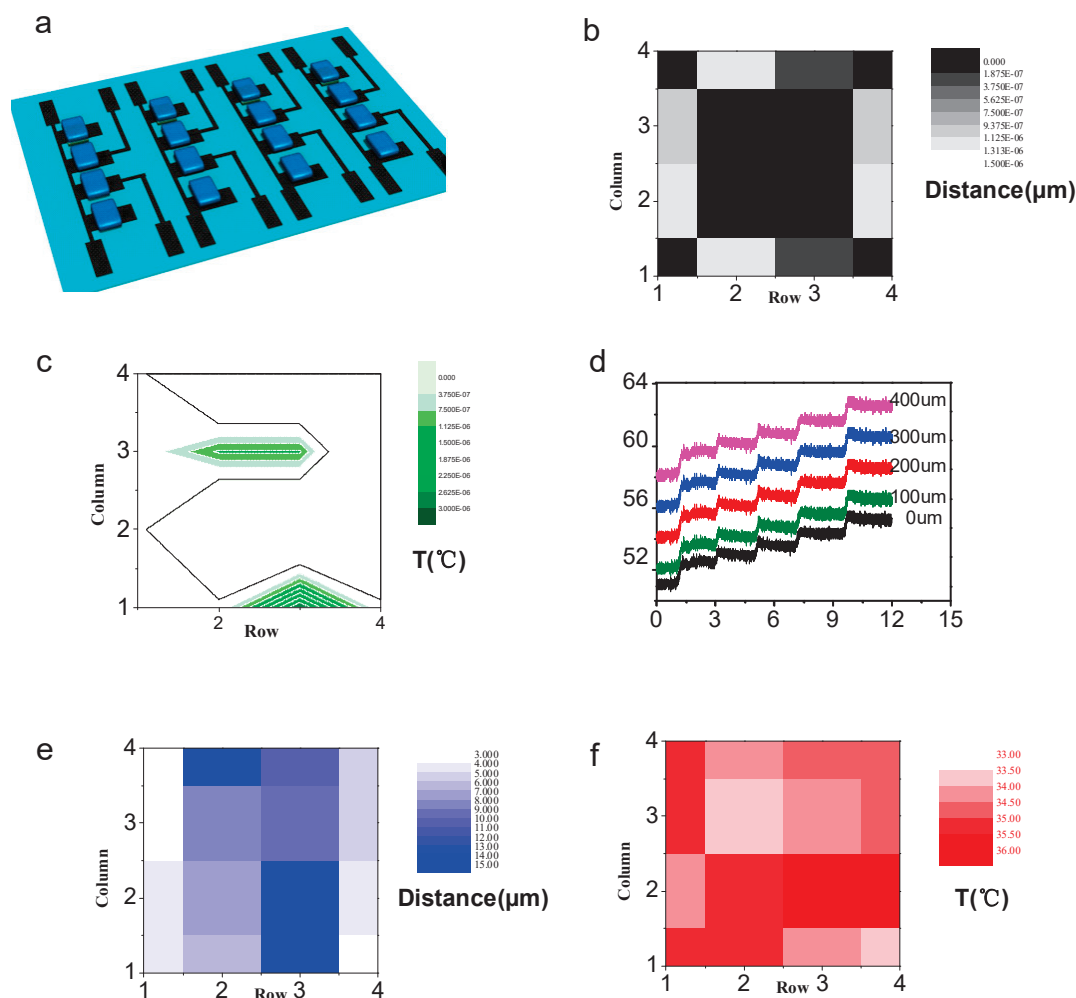 a
b
4
3
2
1
Column
1
2
3
4
Row
0.000
1.875E-07
3.750E-07
5.625E-07
7.500E-07
9.375E-07
1.125E-06
1.313E-06
1.500E-06
Distance(μm)
c
4
3
2
1
Column
2
4
Row
0.000
3.750E-07
7.500E-07
1.125E-06
1.500E-06
1.875E-06
2.250E-06
2.625E-06
3.000E-06
T(℃)
d
64
60
56
52
0
3
6
9
12
15
400um
300um
200um
100um
0um
e
4
3
2
1
Column
1
2
3
4
Row
3.000
4.000
5.000
6.000
7.000
8.000
9.000
10.00
11.00
12.00
13.00
14.00
15.00
Distance(μm)
f
4
3
2
1
Column
1
2
3
4
Row
33.00
33.50
34.00
34.50
35.00
35.00
36.00
T(℃)